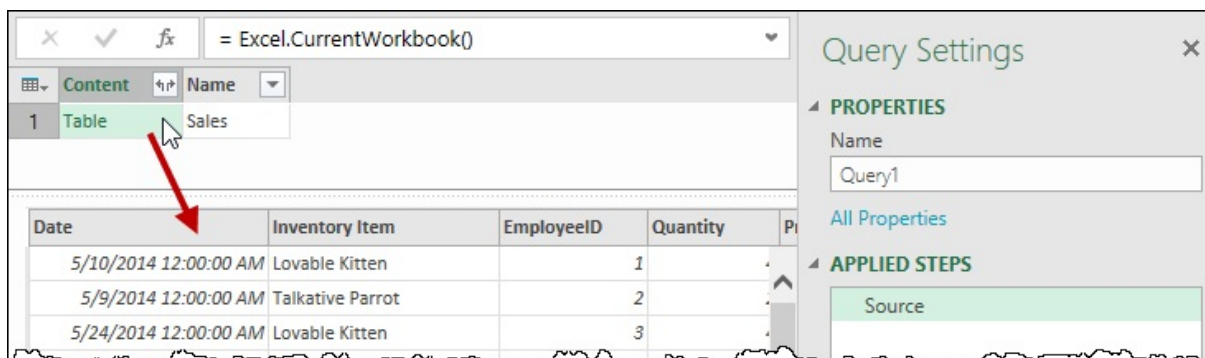 fx = Excel.CurrentWorkbook()
Content Name
1 Table Sales
Date Inventory Item EmployeeID Quantity
5/10/2014 12:00:00 AM Lovable Kitten 1
5/9/2014 12:00:00 AM Talkative Parrot 2
5/24/2014 12:00:00 AM Lovable Kitten 3
Query Settings
PROPERTIES
Name
Query1
All Properties
APPLIED STEPS
Source